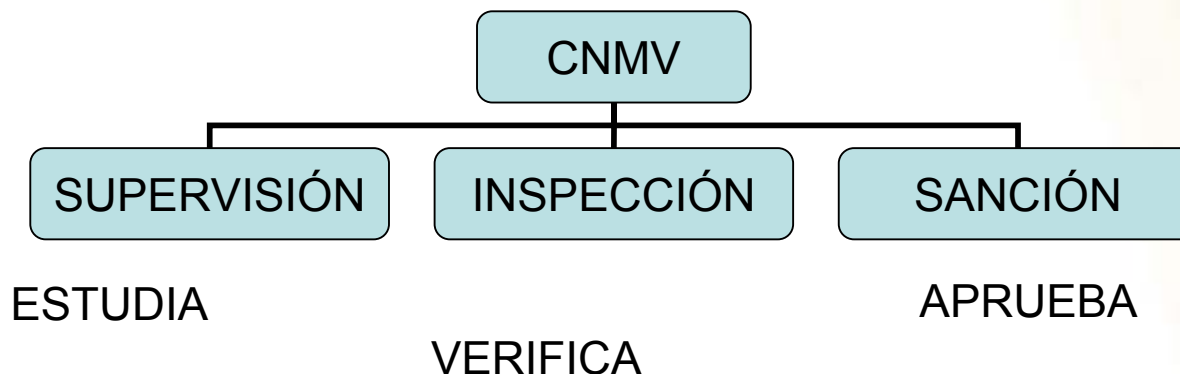 CNMV
SUPERVISIÓN INSPECCIÓN SANCIÓN
ESTUDIA
APRUEBA
VERIFICA